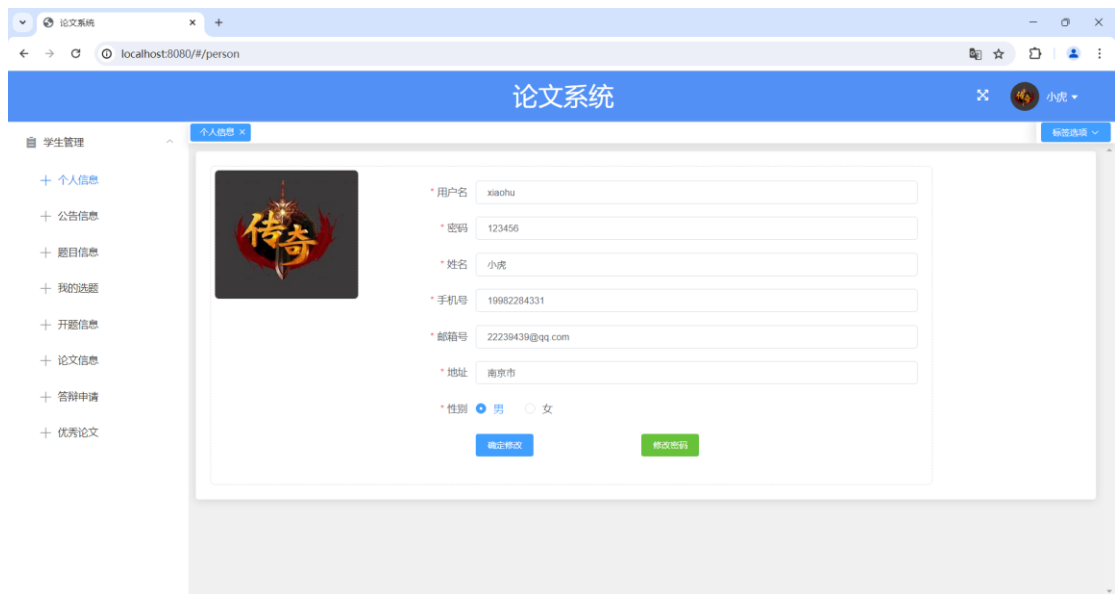 论文系统
localhost:8080/#/person
论文系统
小虎
学生管理
个人信息 ×
标签选项
个人信息
公告信息
题目信息
我的选题
开题信息
论文信息
答辩申请
优秀论文
传奇
* 用户名 xiaohu
* 密码 123456
* 姓名 小虎
* 手机号 19982284331
* 邮箱号 22239439@qq.com
* 地址 南京市
* 性别 男 女
确定修改 修改密码